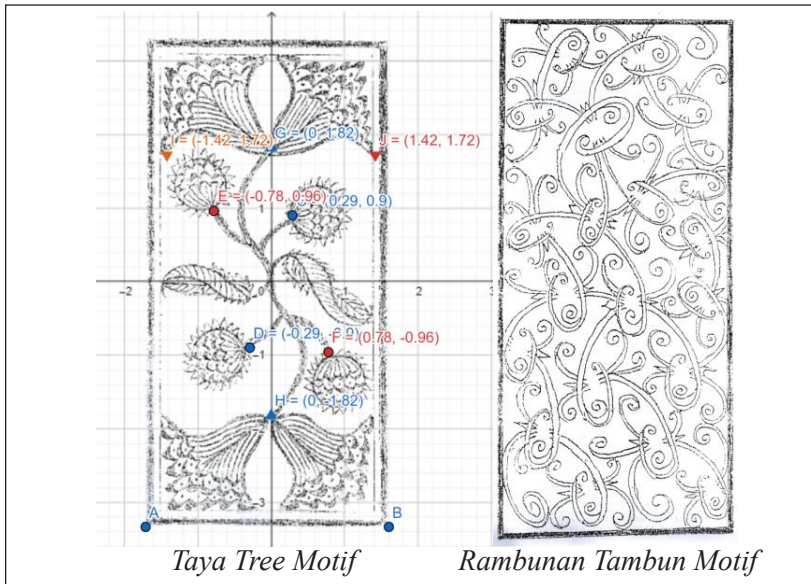 I = (-1.42, 1.72)
G = (0, 1.82)
J = (1.42, 1.72)
E = (-0.78, 0.96)
(0.29, 0.9)
1
-2
0
1
2
D = (-0.29, -0.9)
F = (0.78, -0.96)
-1
H = (0, -1.82)
-3
A
B
Taya Tree Motif
Rambunan Tambun Motif